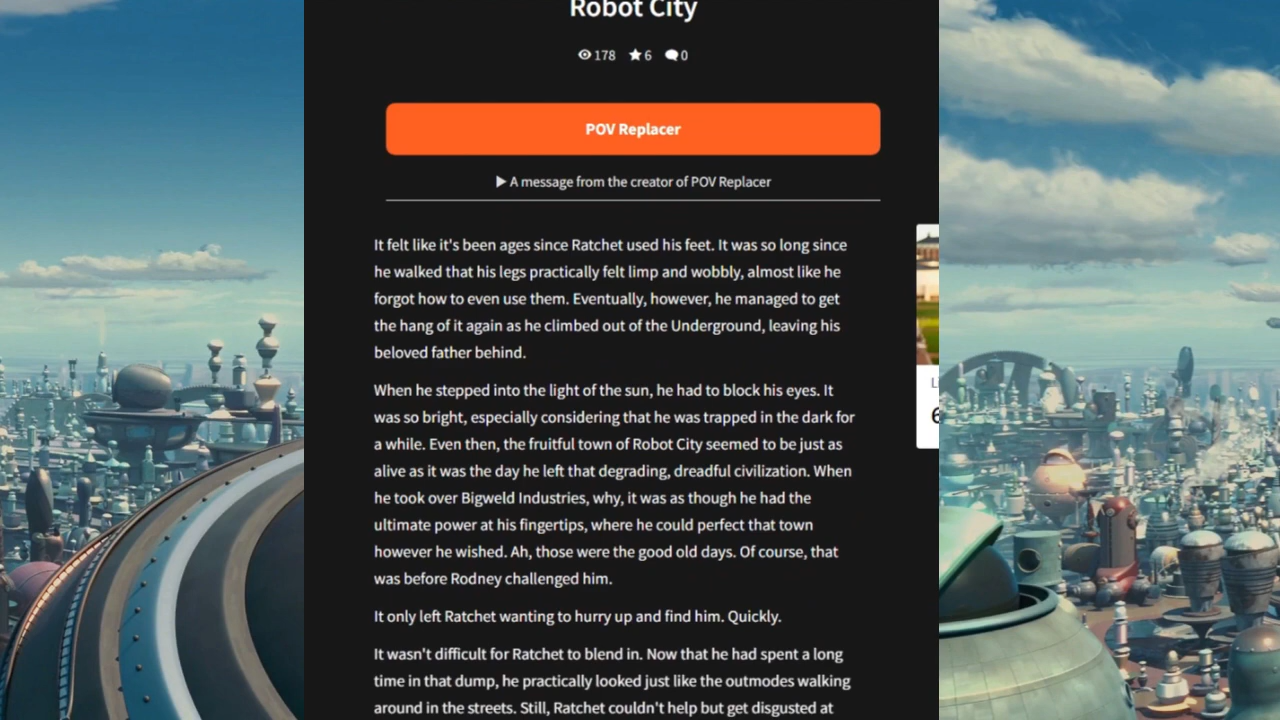 Robot City
178 6 0
POV Replacer
▶ A message from the creator of POV Replacer
It felt like it's been ages since Ratchet used his feet. It was so long since
he walked that his legs practically felt limp and wobbly, almost like he
forgot how to even use them. Eventually, however, he managed to get
the hang of it again as he climbed out of the Underground, leaving his
beloved father behind.
When he stepped into the light of the sun, he had to block his eyes. It
was so bright, especially considering that he was trapped in the dark for
a while. Even then, the fruitful town of Robot City seemed to be just as
alive as it was the day he left that degrading, dreadful civilization. When
he took over Bigweld Industries, why, it was as though he had the
ultimate power at his fingertips, where he could perfect that town
however he wished. Ah, those were the good old days. Of course, that
was before Rodney challenged him.
It only left Ratchet wanting to hurry up and find him. Quickly.
It wasn't difficult for Ratchet to blend in. Now that he had spent a long
time in that dump, he practically looked just like the outmodes walking
around in the streets. Still, Ratchet couldn't help but get disgusted at